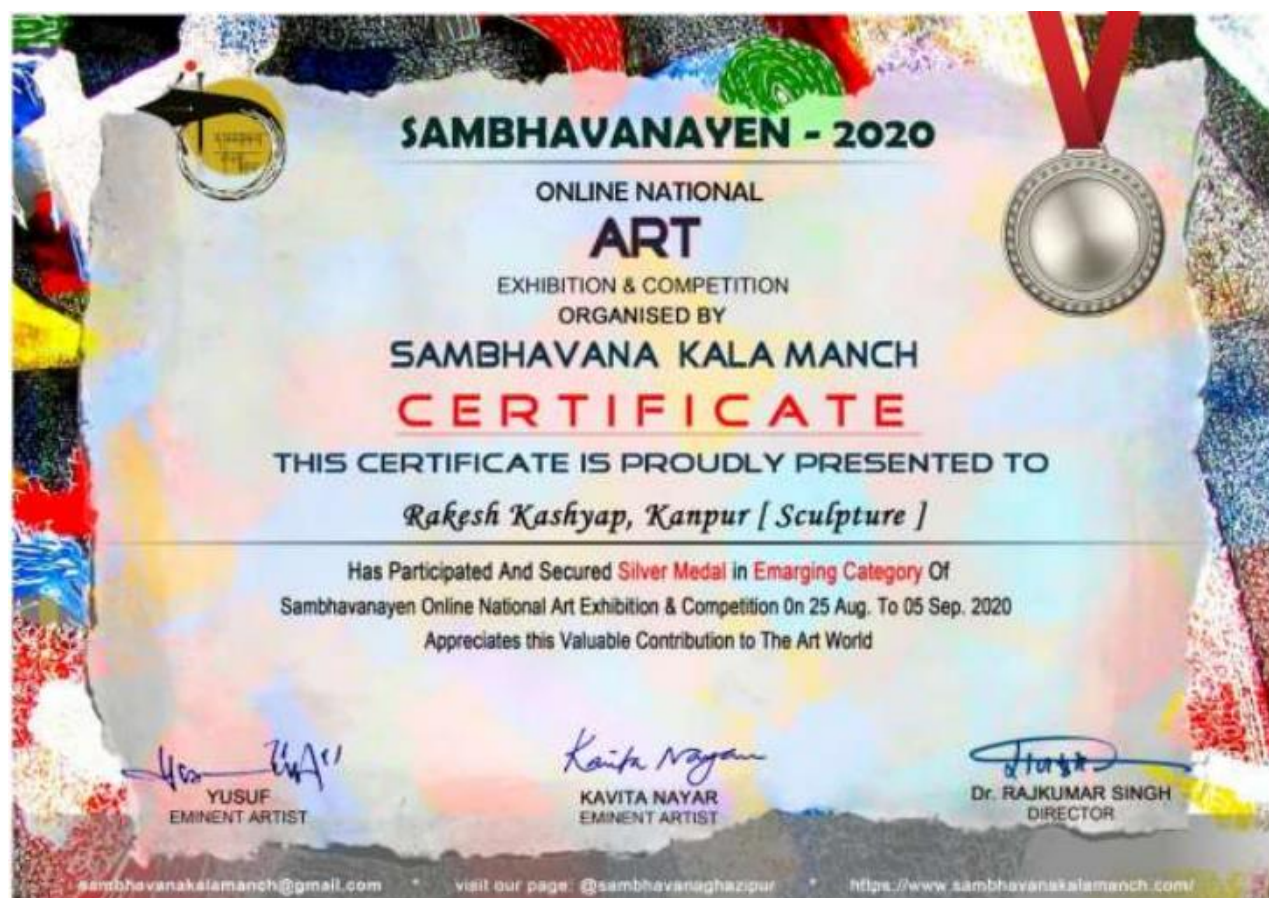 SAMBHAVANAYEN - 2020
ONLINE NATIONAL
ART
EXHIBITION & COMPETITION
ORGANISED BY
SAMBHAVANA KALA MANCH
CERTIFICATE
THIS CERTIFICATE IS PROUDLY PRESENTED TO
Rakesh Kashyap, Kanpur [ Sculpture ]
Has Participated And Secured Silver Medal in Emarging Category Of
Sambhavanayen Online National Art Exhibition & Competition 0n 25 Aug. To 05 Sep. 2020
Appreciates this Valuable Contribution to The Art World
Kavita Nayar
YUSUF
EMINENT ARTIST
KAVITA NAYAR
EMINENT ARTIST
Dr. RAJKUMAR SINGH
DIRECTOR
sambhavanakalamanch@gmail.com * visit our page: @sambhavanaghazipur * https://www.sambhavanakalamanch.com/